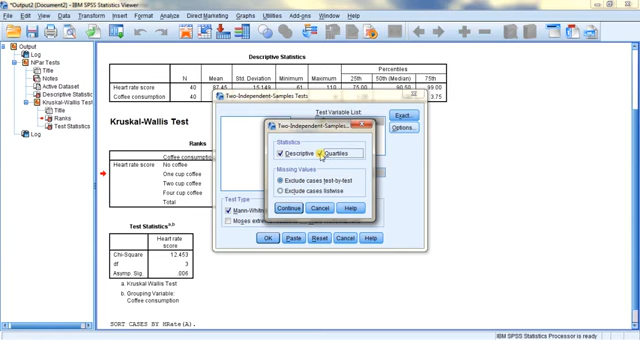 *Output2 [Document2] - IBM SPSS Statistics Viewer
File Edit View Data Transform Insert Format Analyze Direct Marketing Graphs Utilities Add-ons Window Help
Output
Log
NPar Tests
Title
Notes
Active Dataset
Descriptive Statistics
Kruskal-Wallis Test
Title
Ranks
Test Statistics
Log
Descriptive Statistics
Percentiles
N Mean Std. Deviation Minimum Maximum 25th 50th (Median) 75th
Heart rate score 40 87.45 15.149 61 118 75.00 90.50 99.00
Coffee consumption 40 3.75
Kruskal-Wallis Test
Ranks
Coffee consumption
Heart rate score No coffee
One cup coffee
Two cup coffee
Four cup coffee
Total
Test Statistics a,b
Heart rate score
Chi-Square 12.453
df 3
Asymp. Sig. .006
a. Kruskal Wallis Test
b. Grouping Variable: Coffee consumption
SORT CASES BY HRate(A).
Two-Independent-Samples Tests
Test Variable List:
Exact...
Options...
Test Type
Mann-Whitn
Moses extre
OK Paste Reset Cancel Help
Two-Independent-Samples...
Statistics
Descriptive Quartiles
Missing Values
Exclude cases test-by-test
Exclude cases listwise
Continue Cancel Help
IBM SPSS Statistics Processor is ready